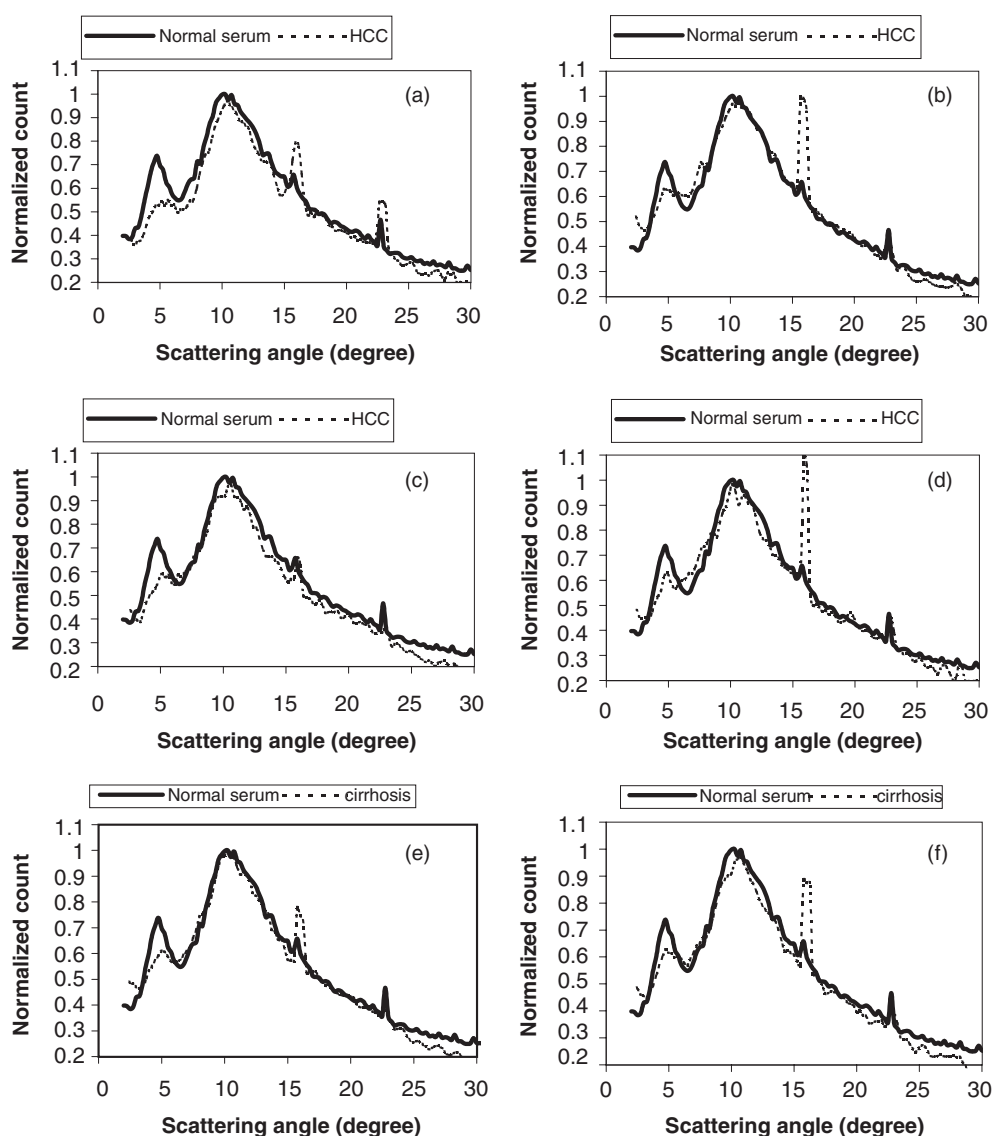 Normal serum HCC
1.1
1
0.9
0.8
0.7
0.6
0.5
0.4
0.3
0.2
Normalized count
(a)
0 5 10 15 20 25 30
Scattering angle (degree)
Normal serum HCC
1.1
1
0.9
0.8
0.7
0.6
0.5
0.4
0.3
0.2
Normalized count
(b)
0 5 10 15 20 25 30
Scattering angle (degree)
Normal serum HCC
1.1
1
0.9
0.8
0.7
0.6
0.5
0.4
0.3
0.2
Normalized count
(c)
0 5 10 15 20 25 30
Scattering angle (degree)
Normal serum HCC
1.1
1
0.9
0.8
0.7
0.6
0.5
0.4
0.3
0.2
Normalized count
(d)
0 5 10 15 20 25 30
Scattering angle (degree)
Normal serum cirrhosis
1.1
1
0.9
0.8
0.7
0.6
0.5
0.4
0.3
0.2
Normalized count
(e)
0 5 10 15 20 25 30
Scattering angle (degree)
Normal serum cirrhosis
1.1
1
0.9
0.8
0.7
0.6
0.5
0.4
0.3
0.2
Normalized count
(f)
0 5 10 15 20 25 30
Scattering angle (degree)